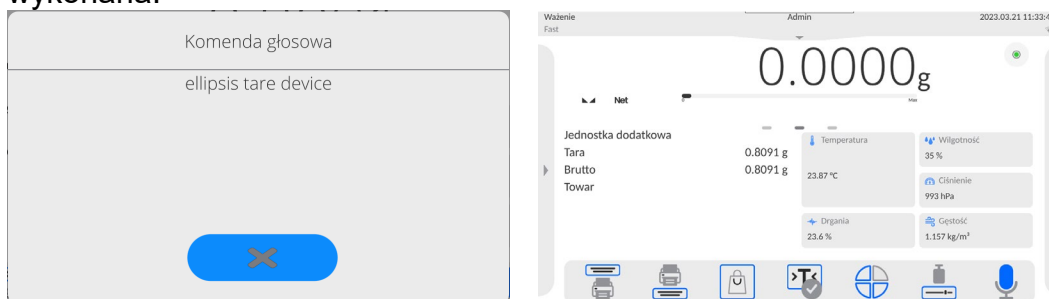 wykonana.
Komenda głosowa
ellipsis tare device
Ważenie
Admin
2023.03.21 11:33:4
Fast
0.0000g
Net
0
Max
Jednostka dodatkowa
Tara 0.8091 g
Brutto 0.8091 g
Towar
Temperatura
23.87 °C
Wilgotność
35 %
Ciśnienie
993 hPa
Drgania
23.6 %
Gęstość
1.157 kg/m³
>T<